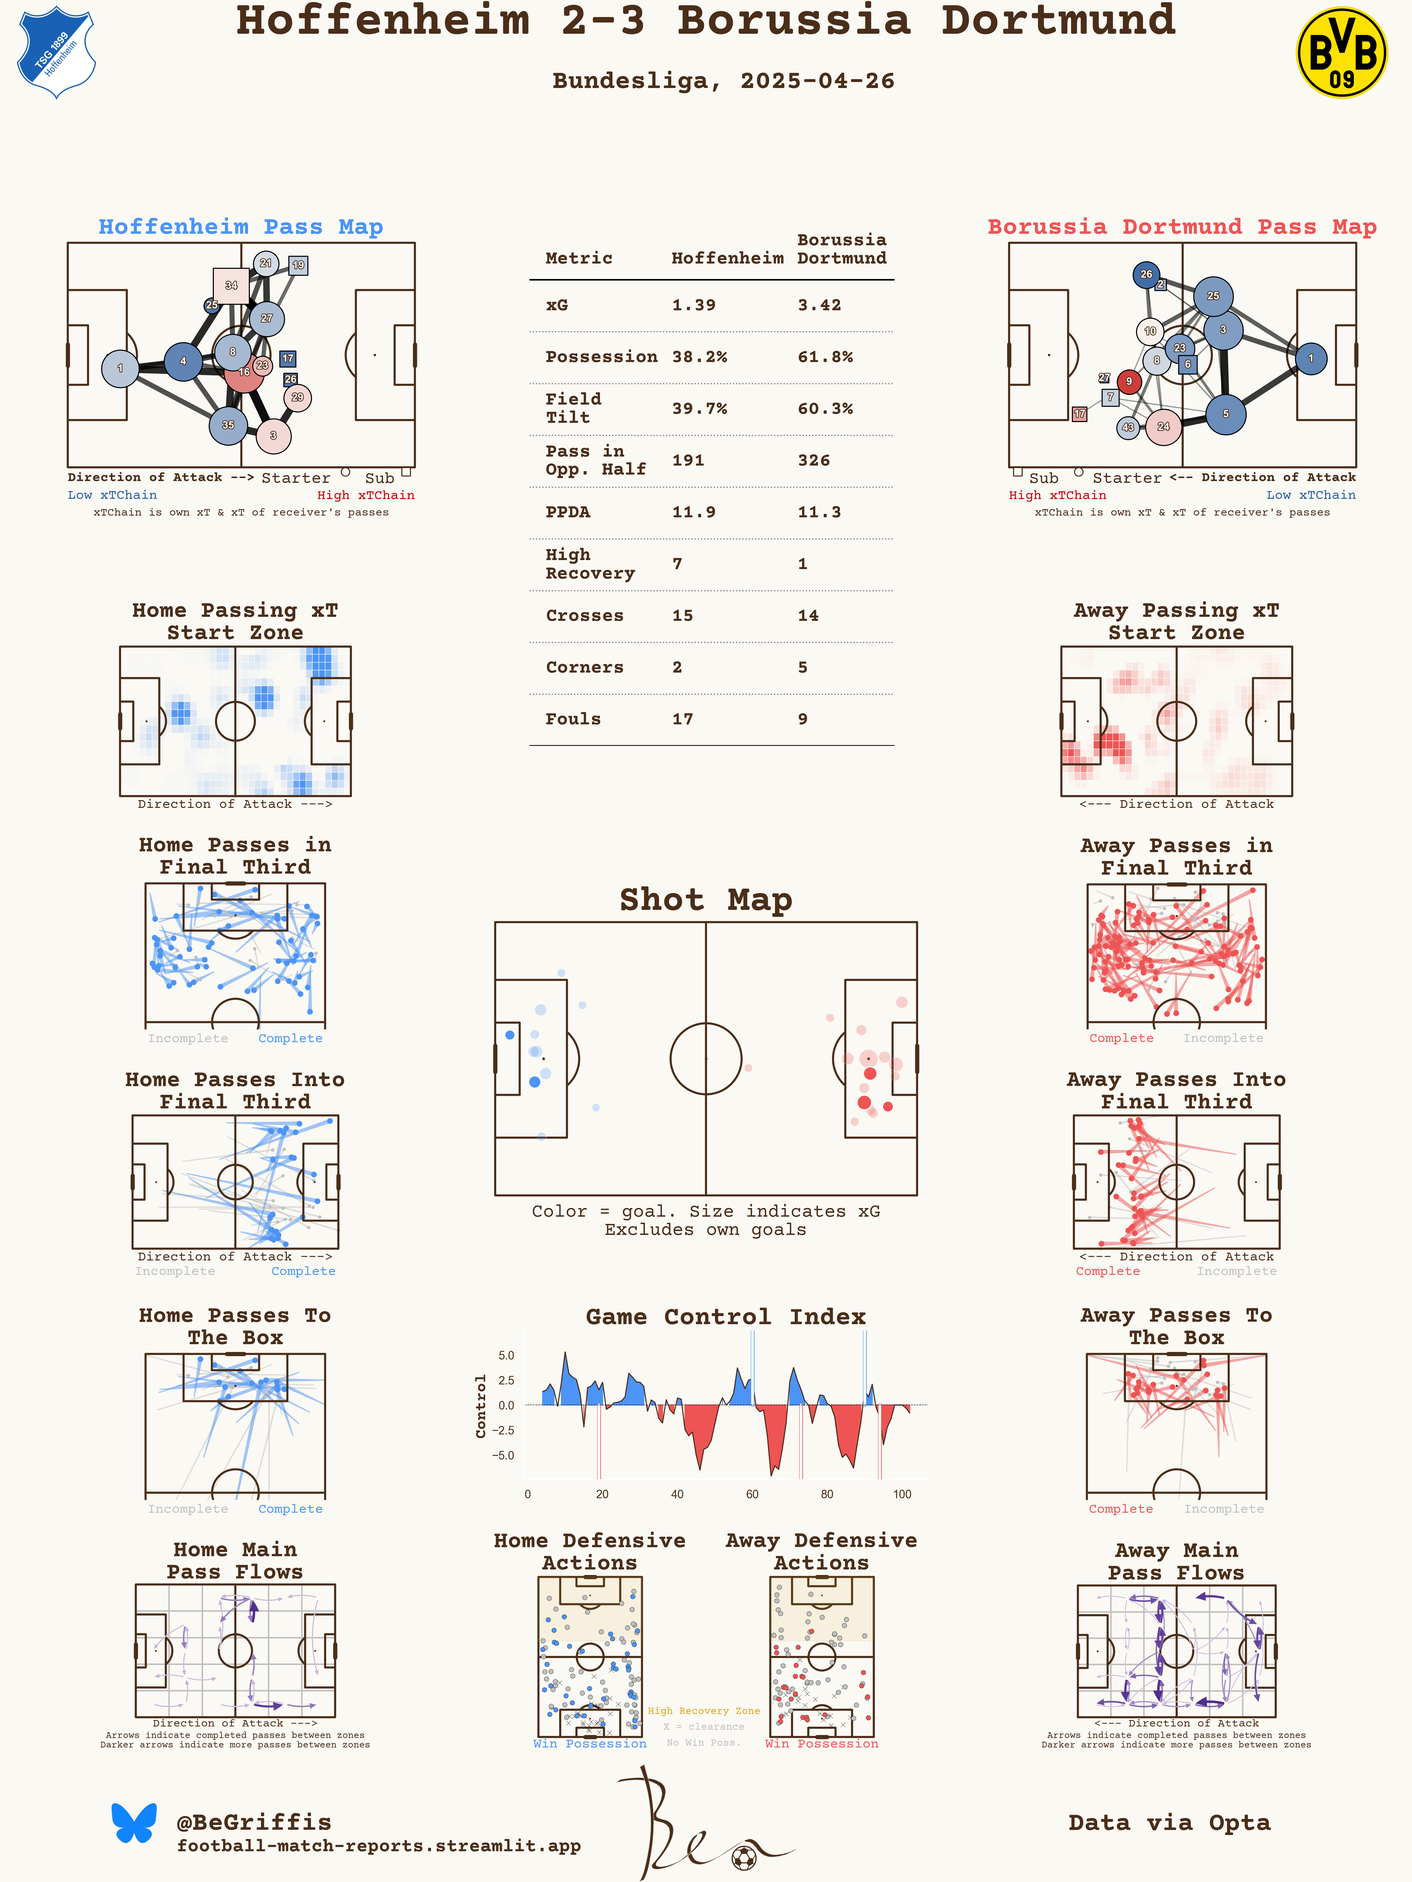 Hoffenheim 2-3 Borussia Dortmund
Bundesliga, 2025-04-26
TSG 1899
Hoffenheim
BVB
09
Hoffenheim Pass Map
21
19
34
25
27
8
4
1
23
17
16
26
29
35
3
Direction of Attack --> Starter Sub
Low xTChain High xTChain
xTChain is own xT & xT of receiver's passes
Metric Hoffenheim Borussia Dortmund
xG 1.39 3.42
Possession 38.2% 61.8%
Field Tilt 39.7% 60.3%
Pass in Opp. Half 191 326
PPDA 11.9 11.3
High Recovery 7 1
Crosses 15 14
Corners 2 5
Fouls 17 9
Borussia Dortmund Pass Map
26
2
25
10
3
23
8
6
1
27
9
7
17
5
43
24
Sub Starter <-- Direction of Attack
High xTChain Low xTChain
xTChain is own xT & xT of receiver's passes
Home Passing xT
Start Zone
Direction of Attack --->
Away Passing xT
Start Zone
<--- Direction of Attack
Home Passes in
Final Third
Incomplete Complete
Away Passes in
Final Third
Complete Incomplete
Shot Map
Color = goal. Size indicates xG
Excludes own goals
Home Passes Into
Final Third
Direction of Attack --->
Incomplete Complete
Away Passes Into
Final Third
<--- Direction of Attack
Complete Incomplete
Home Passes To
The Box
Incomplete Complete
Game Control Index
Control
5.0
2.5
0.0
−2.5
−5.0
0 20 40 60 80 100
Away Passes To
The Box
Complete Incomplete
Home Main
Pass Flows
Direction of Attack --->
Arrows indicate completed passes between zones
Darker arrows indicate more passes between zones
Home Defensive
Actions
Win Possession
Away Defensive
Actions
Win Possession
High Recovery Zone
X = clearance
No Win Poss.
Away Main
Pass Flows
<--- Direction of Attack
Arrows indicate completed passes between zones
Darker arrows indicate more passes between zones
@BeGriffis
football-match-reports.streamlit.app
Ben
Data via Opta